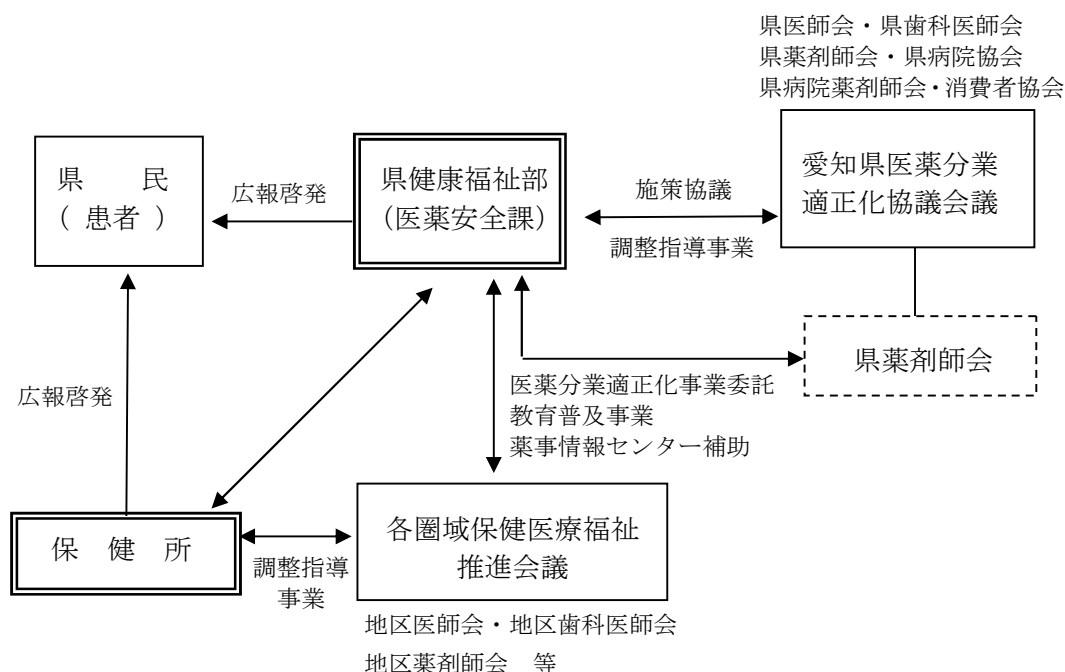 県医師会・県歯科医師会
県薬剤師会・県病院協会
県病院薬剤師会・消費者協会
県　　民
（ 患者 ）
広報啓発
県健康福祉部
（医薬安全課）
施策協議
調整指導事業
愛知県医薬分業
適正化協議会議
県薬剤師会
医薬分業適正化事業委託
教育普及事業
薬事情報センター補助
広報啓発
保　健　所
調整指導
事業
各圏域保健医療福祉
推進会議
地区医師会・地区歯科医師会
地区薬剤師会　等